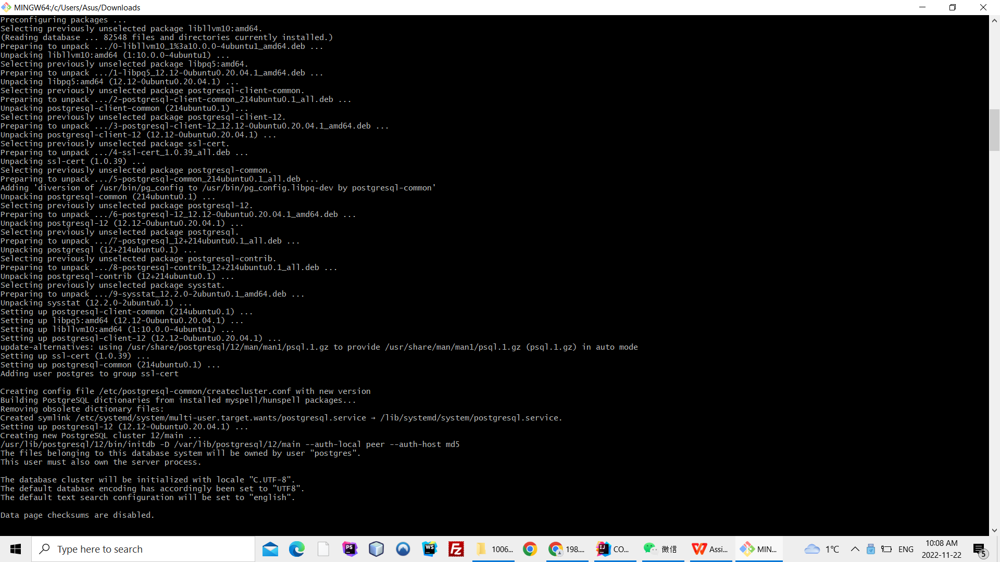 MINGW64:/c/Users/Asus/Downloads
Preconfiguring packages ...
Selecting previously unselected package libllvm10:amd64.
(Reading database ... 82548 files and directories currently installed.)
Preparing to unpack .../0-libllvm10_1%3a10.0.0-4ubuntu1_amd64.deb ...
Unpacking libllvm10:amd64 (1:10.0.0-4ubuntu1) ...
Selecting previously unselected package libpq5:amd64.
Preparing to unpack .../1-libpq5_12.12-0ubuntu0.20.04.1_amd64.deb ...
Unpacking libpq5:amd64 (12.12-0ubuntu0.20.04.1) ...
Selecting previously unselected package postgresql-client-common.
Preparing to unpack .../2-postgresql-client-common_214ubuntu0.1_all.deb ...
Unpacking postgresql-client-common (214ubuntu0.1) ...
Selecting previously unselected package postgresql-client-12.
Preparing to unpack .../3-postgresql-client-12_12.12-0ubuntu0.20.04.1_amd64.deb ...
Unpacking postgresql-client-12 (12.12-0ubuntu0.20.04.1) ...
Selecting previously unselected package ssl-cert.
Preparing to unpack .../4-ssl-cert_1.0.39_all.deb ...
Unpacking ssl-cert (1.0.39) ...
Selecting previously unselected package postgresql-common.
Preparing to unpack .../5-postgresql-common_214ubuntu0.1_all.deb ...
Adding 'diversion of /usr/bin/pg_config to /usr/bin/pg_config.libpq-dev by postgresql-common'
Unpacking postgresql-common (214ubuntu0.1) ...
Selecting previously unselected package postgresql-12.
Preparing to unpack .../6-postgresql-12_12.12-0ubuntu0.20.04.1_amd64.deb ...
Unpacking postgresql-12 (12.12-0ubuntu0.20.04.1) ...
Selecting previously unselected package postgresql.
Preparing to unpack .../7-postgresql_12+214ubuntu0.1_all.deb ...
Unpacking postgresql (12+214ubuntu0.1) ...
Selecting previously unselected package postgresql-contrib.
Preparing to unpack .../8-postgresql-contrib_12+214ubuntu0.1_all.deb ...
Unpacking postgresql-contrib (12+214ubuntu0.1) ...
Selecting previously unselected package sysstat.
Preparing to unpack .../9-sysstat_12.2.0-2ubuntu0.1_amd64.deb ...
Unpacking sysstat (12.2.0-2ubuntu0.1) ...
Setting up postgresql-client-common (214ubuntu0.1) ...
Setting up libpq5:amd64 (12.12-0ubuntu0.20.04.1) ...
Setting up libllvm10:amd64 (1:10.0.0-4ubuntu1) ...
Setting up postgresql-client-12 (12.12-0ubuntu0.20.04.1) ...
update-alternatives: using /usr/share/postgresql/12/man/man1/psql.1.gz to provide /usr/share/man/man1/psql.1.gz (psql.1.gz) in auto mode
Setting up ssl-cert (1.0.39) ...
Setting up postgresql-common (214ubuntu0.1) ...
Adding user postgres to group ssl-cert
Creating config file /etc/postgresql-common/createcluster.conf with new version
Building PostgreSQL dictionaries from installed myspell/hunspell packages...
Removing obsolete dictionary files:
Created symlink /etc/systemd/system/multi-user.target.wants/postgresql.service → /lib/systemd/system/postgresql.service.
Setting up postgresql-12 (12.12-0ubuntu0.20.04.1) ...
Creating new PostgreSQL cluster 12/main ...
/usr/lib/postgresql/12/bin/initdb -D /var/lib/postgresql/12/main --auth-local peer --auth-host md5
The files belonging to this database system will be owned by user "postgres".
This user must also own the server process.
The database cluster will be initialized with locale "C.UTF-8".
The default database encoding has accordingly been set to "UTF8".
The default text search configuration will be set to "english".
Data page checksums are disabled.
Type here to search
PS
WS
FZ
1006...
198....
IJ
CO...
微信
Assi...
MIN...
1°C
ENG
10:08 AM
2022-11-22
5